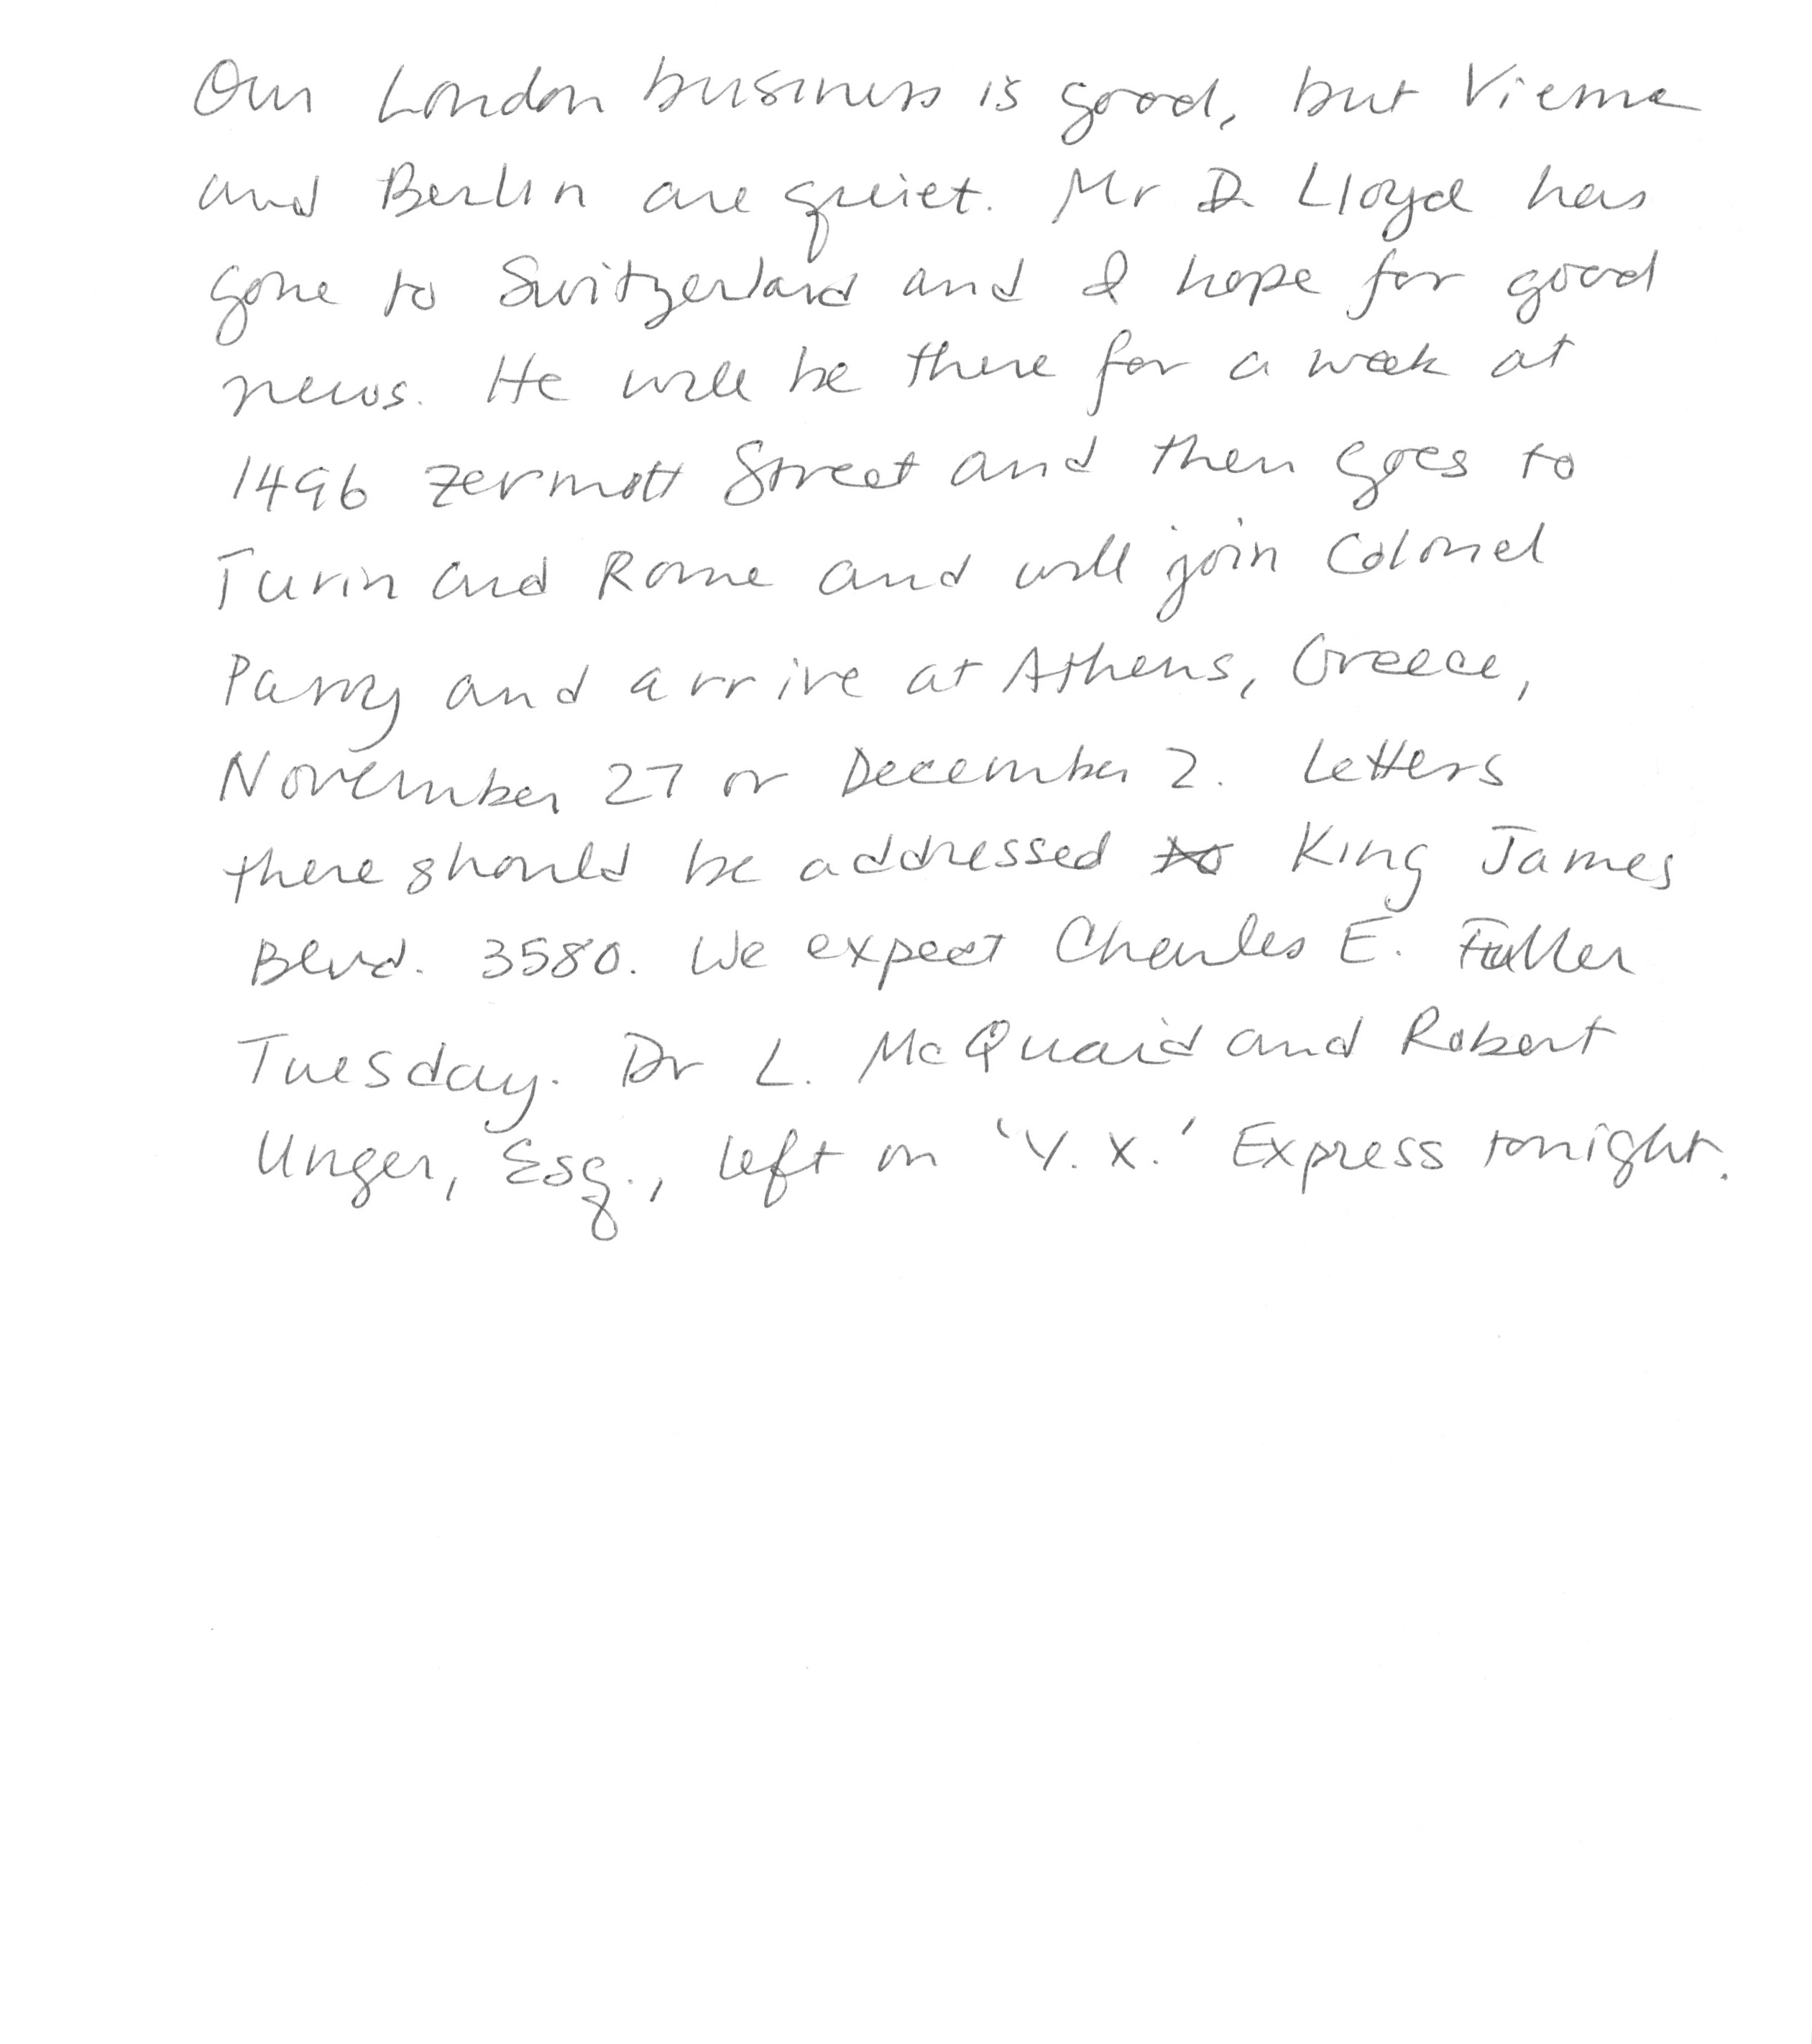 Our London business is good, but Vienna
and Berlin are quiet. Mr D. Lloyd has
gone to Switzerland and I hope for good
news. He will be there for a week at
1496 Zermott Street and then goes to
Turin and Rome and will join Colonel
Parry and arrive at Athens, Greece,
November 27 or December 2. Letters
there should be addressed to King James
Blvd. 3580. We expect Charles E. Fuller
Tuesday. Dr L. McQuaid and Robert
Unger, Esq., left on 'Y.X.' Express tonight.